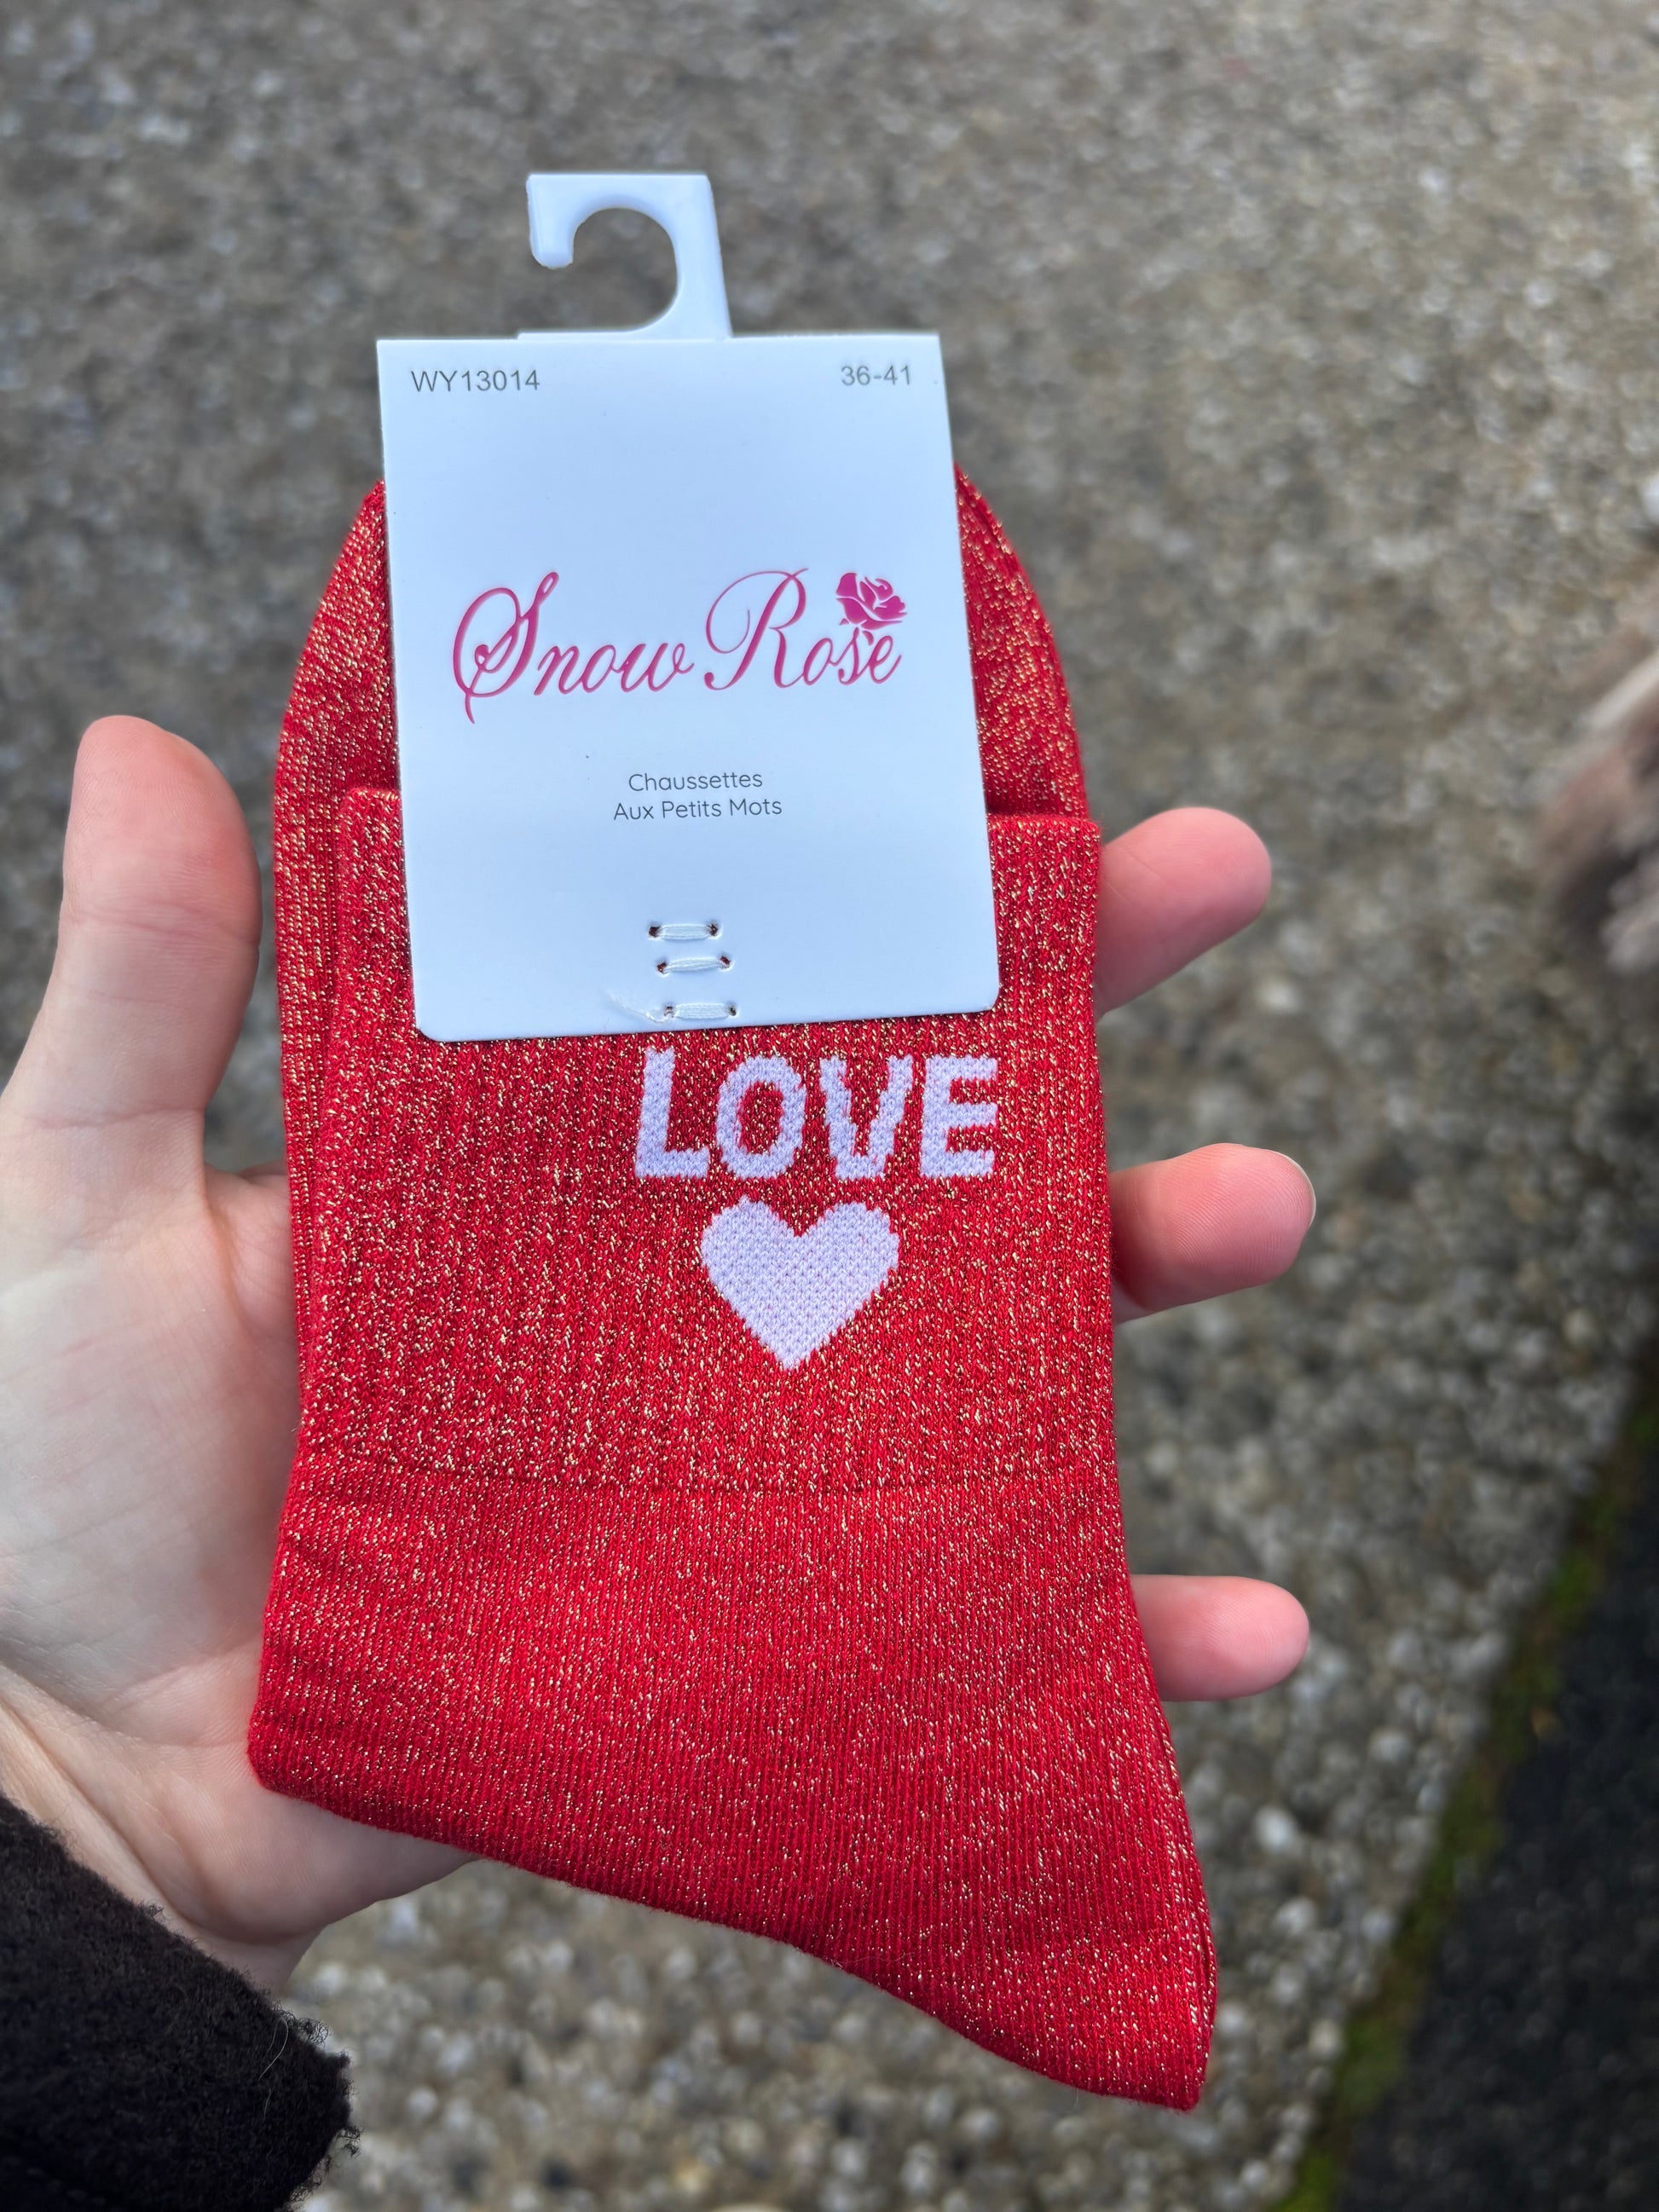 WY13014 36-41
Snow Rose
Chaussettes
Aux Petits Mots
LOVE